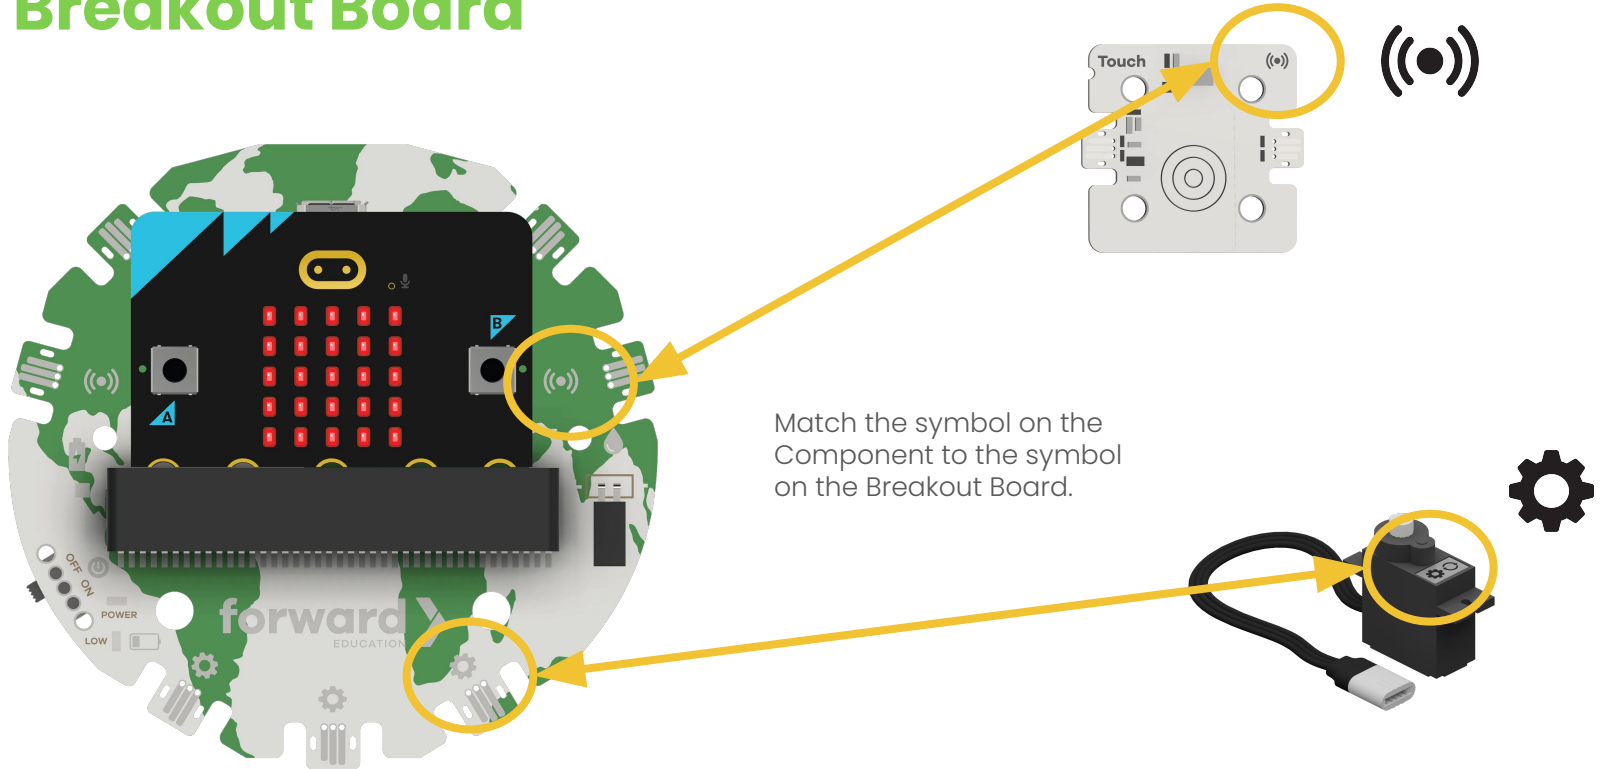 Breakout Board
Touch
B
A
Match the symbol on the
Component to the symbol
on the Breakout Board.
OFF ON
POWER
LOW
forward
EDUCATION